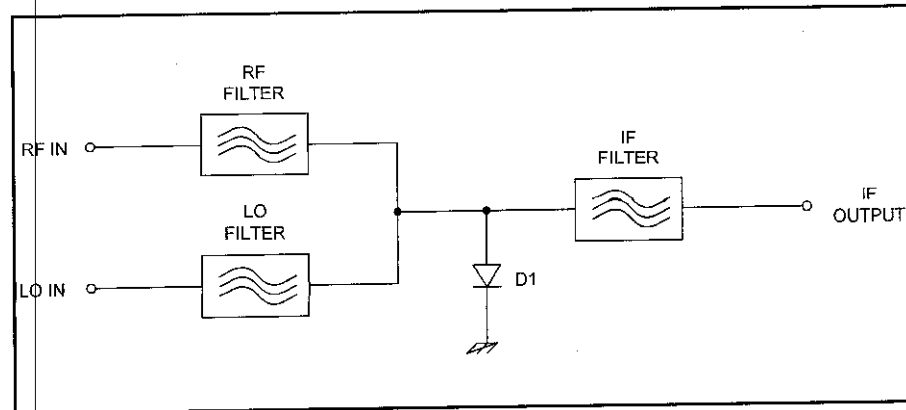 RF
FILTER
RF IN
IF
FILTER
LO
FILTER
IF
OUTPUT
LO IN
D1